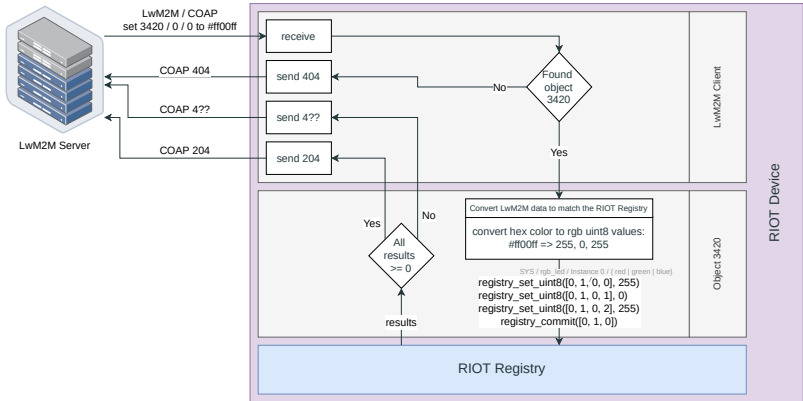 LwM2M / COAP
set 3420 / 0 / 0 to #ff00ff
receive
COAP 404
send 404
No
Found
object
3420
LwM2M Client
COAP 4??
send 4??
LwM2M Server
COAP 204
send 204
Yes
RIOT Device
Convert LwM2M data to match the RIOT Registry
convert hex color to rgb uint8 values:
#ff00ff => 255, 0, 255
Yes
No
All
results
>= 0
Object 3420
SYS / rgb_led / Instance 0 / ( red | green | blue)
registry_set_uint8([0, 1, 0, 0], 255)
registry_set_uint8([0, 1, 0, 1], 0)
registry_set_uint8([0, 1, 0, 2], 255)
registry_commit([0, 1, 0])
results
RIOT Registry